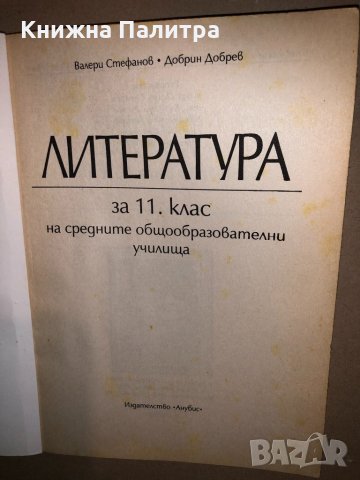 Книжна Палитра
Валери Стефанов • Добрин Добрев
ЛИТЕРАТУРА
за 11. клас
на средните общообразователни
училища
Издателство «Анубис»
BAZAR